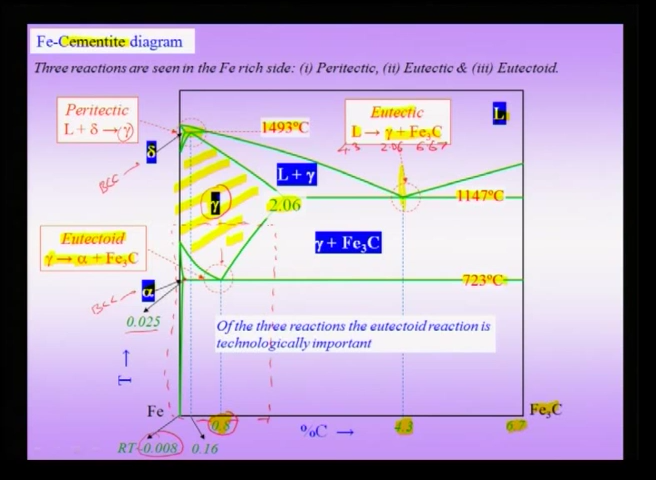 Fe-Cementite diagram
Three reactions are seen in the Fe rich side: (i) Peritectic, (ii) Eutectic & (iii) Eutectoid.
Peritectic
L + δ → γ
1493ºC
Eutectic
L → γ + Fe₃C
4.3 2.06 6.67
L
δ
BCC
L + γ
γ
2.06
1147ºC
Eutectoid
γ → α + Fe₃C
γ + Fe₃C
723ºC
α
BCC
0.025
Of the three reactions the eutectoid reaction is
technologically important
T →
Fe
Fe₃C
0.8
%C →
4.3
6.7
RT-0.008
0.16